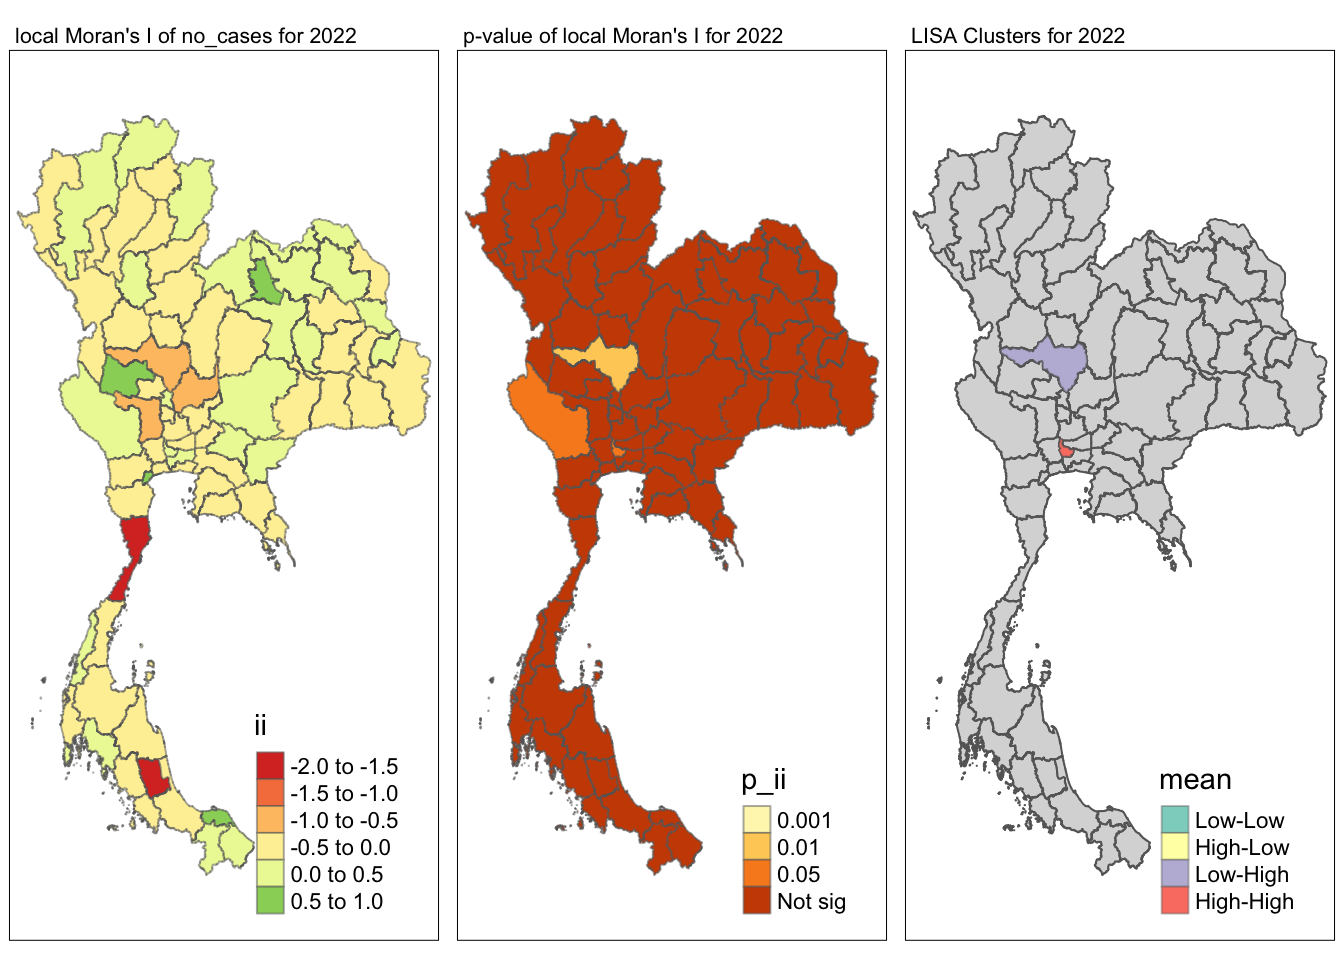 local Moran's I of no_cases for 2022
ii
-2.0 to -1.5
-1.5 to -1.0
-1.0 to -0.5
-0.5 to 0.0
0.0 to 0.5
0.5 to 1.0
p-value of local Moran's I for 2022
p_ii
0.001
0.01
0.05
Not sig
LISA Clusters for 2022
mean
Low-Low
High-Low
Low-High
High-High